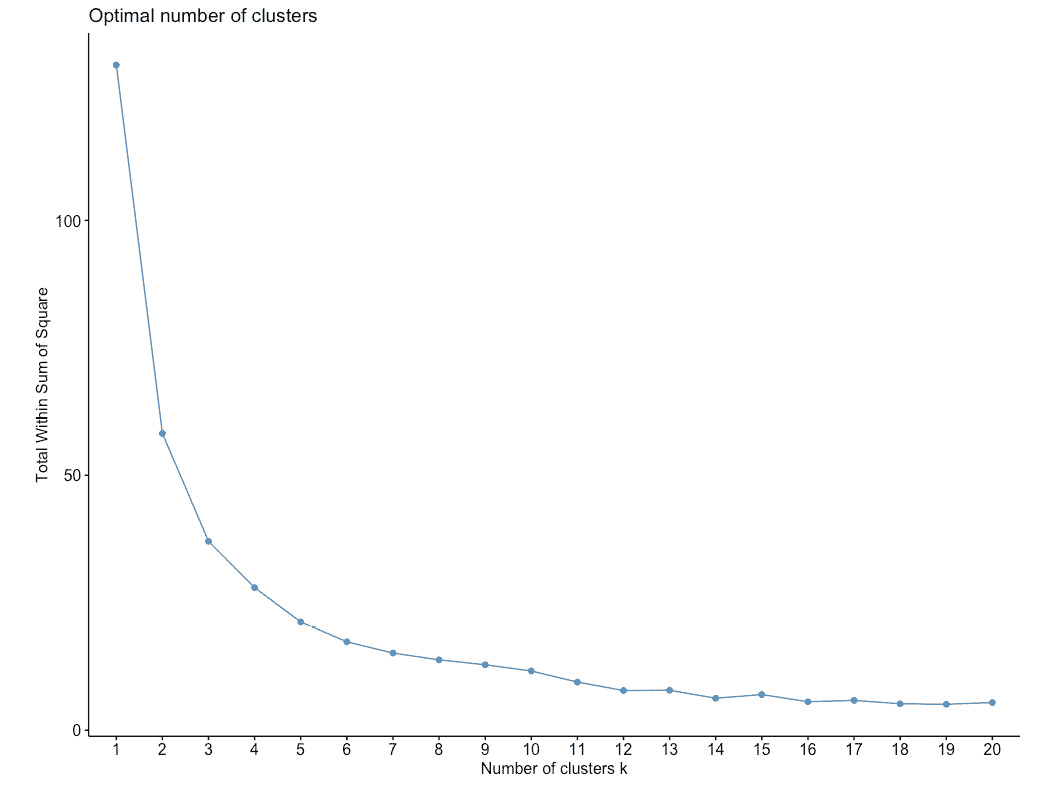 Optimal number of clusters
Total Within Sum of Square
100
50
0
1 2 3 4 5 6 7 8 9 10 11 12 13 14 15 16 17 18 19 20
Number of clusters k